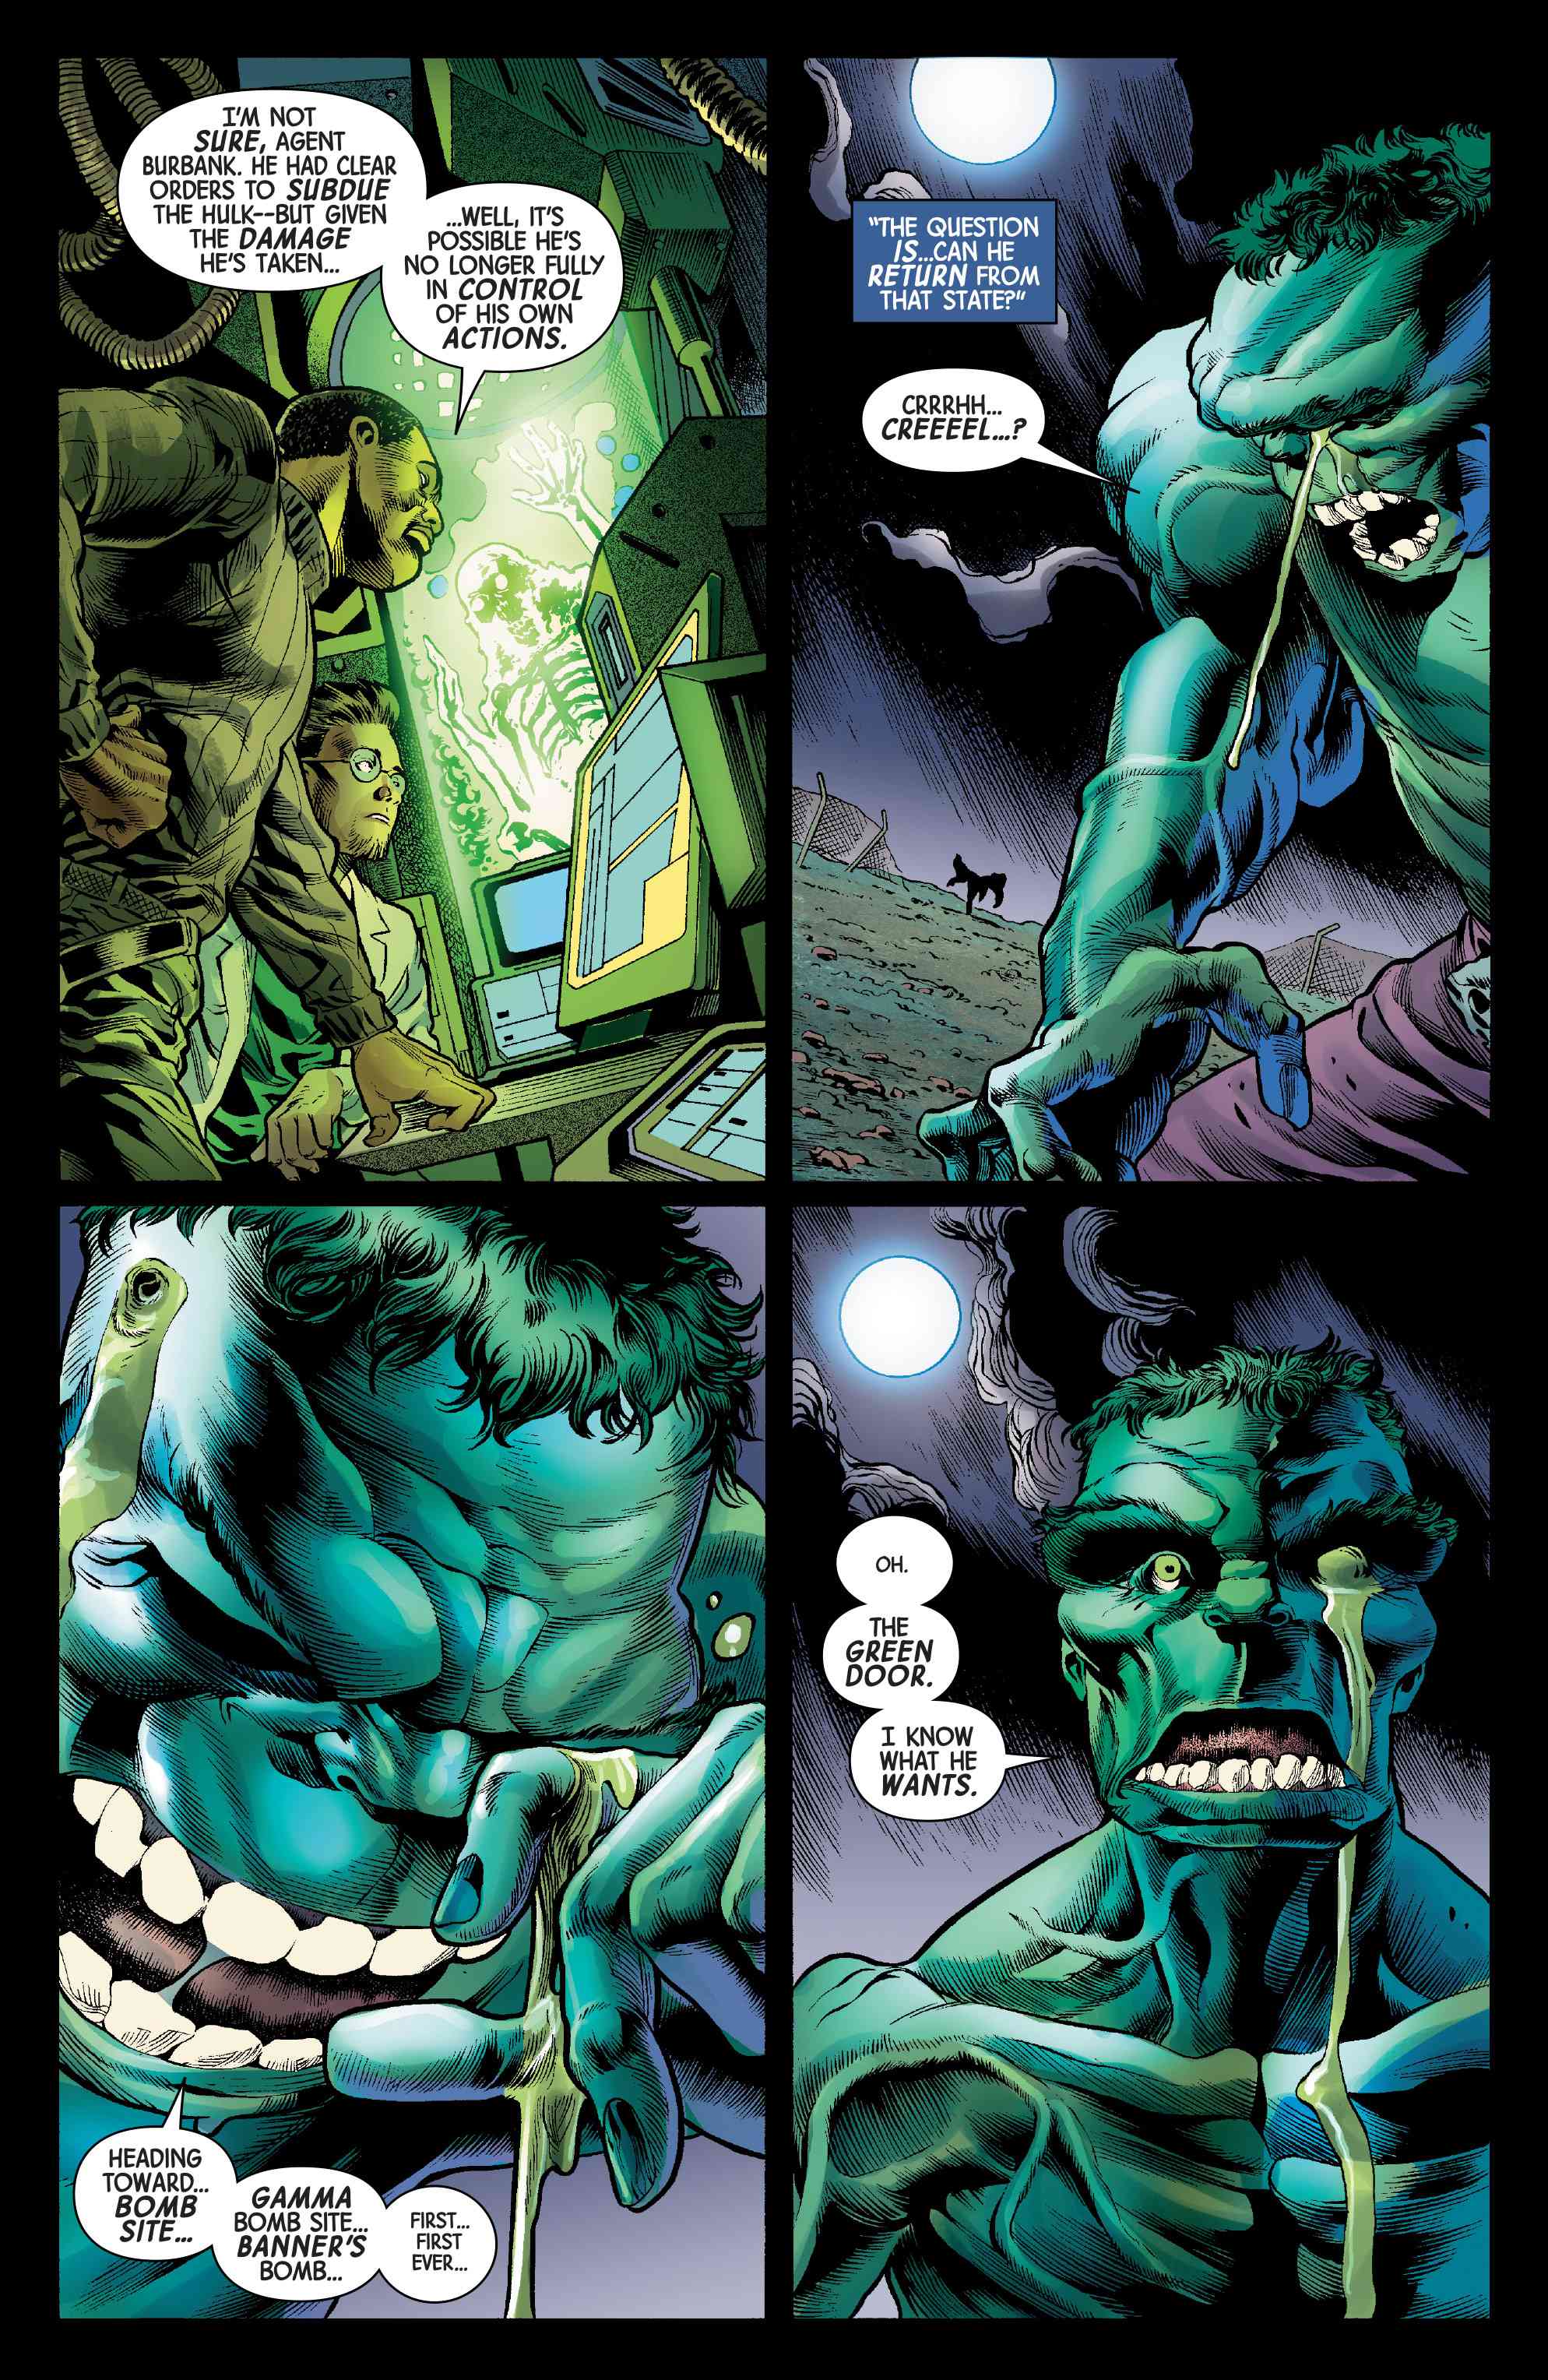 I'M NOT
SURE, AGENT
BURBANK. HE HAD CLEAR
ORDERS TO SUBDUE
THE HULK--BUT GIVEN
THE DAMAGE
HE'S TAKEN...
...WELL, IT'S
POSSIBLE HE'S
NO LONGER FULLY
IN CONTROL
OF HIS OWN
ACTIONS.
"THE QUESTION
IS...CAN HE
RETURN FROM
THAT STATE?"
CRRRHH...
CREEEEL...?
HEADING
TOWARD...
BOMB
SITE...
GAMMA
BOMB SITE...
BANNER'S
BOMB...
FIRST...
FIRST
EVER...
OH.
THE
GREEN
DOOR.
I KNOW
WHAT HE
WANTS.